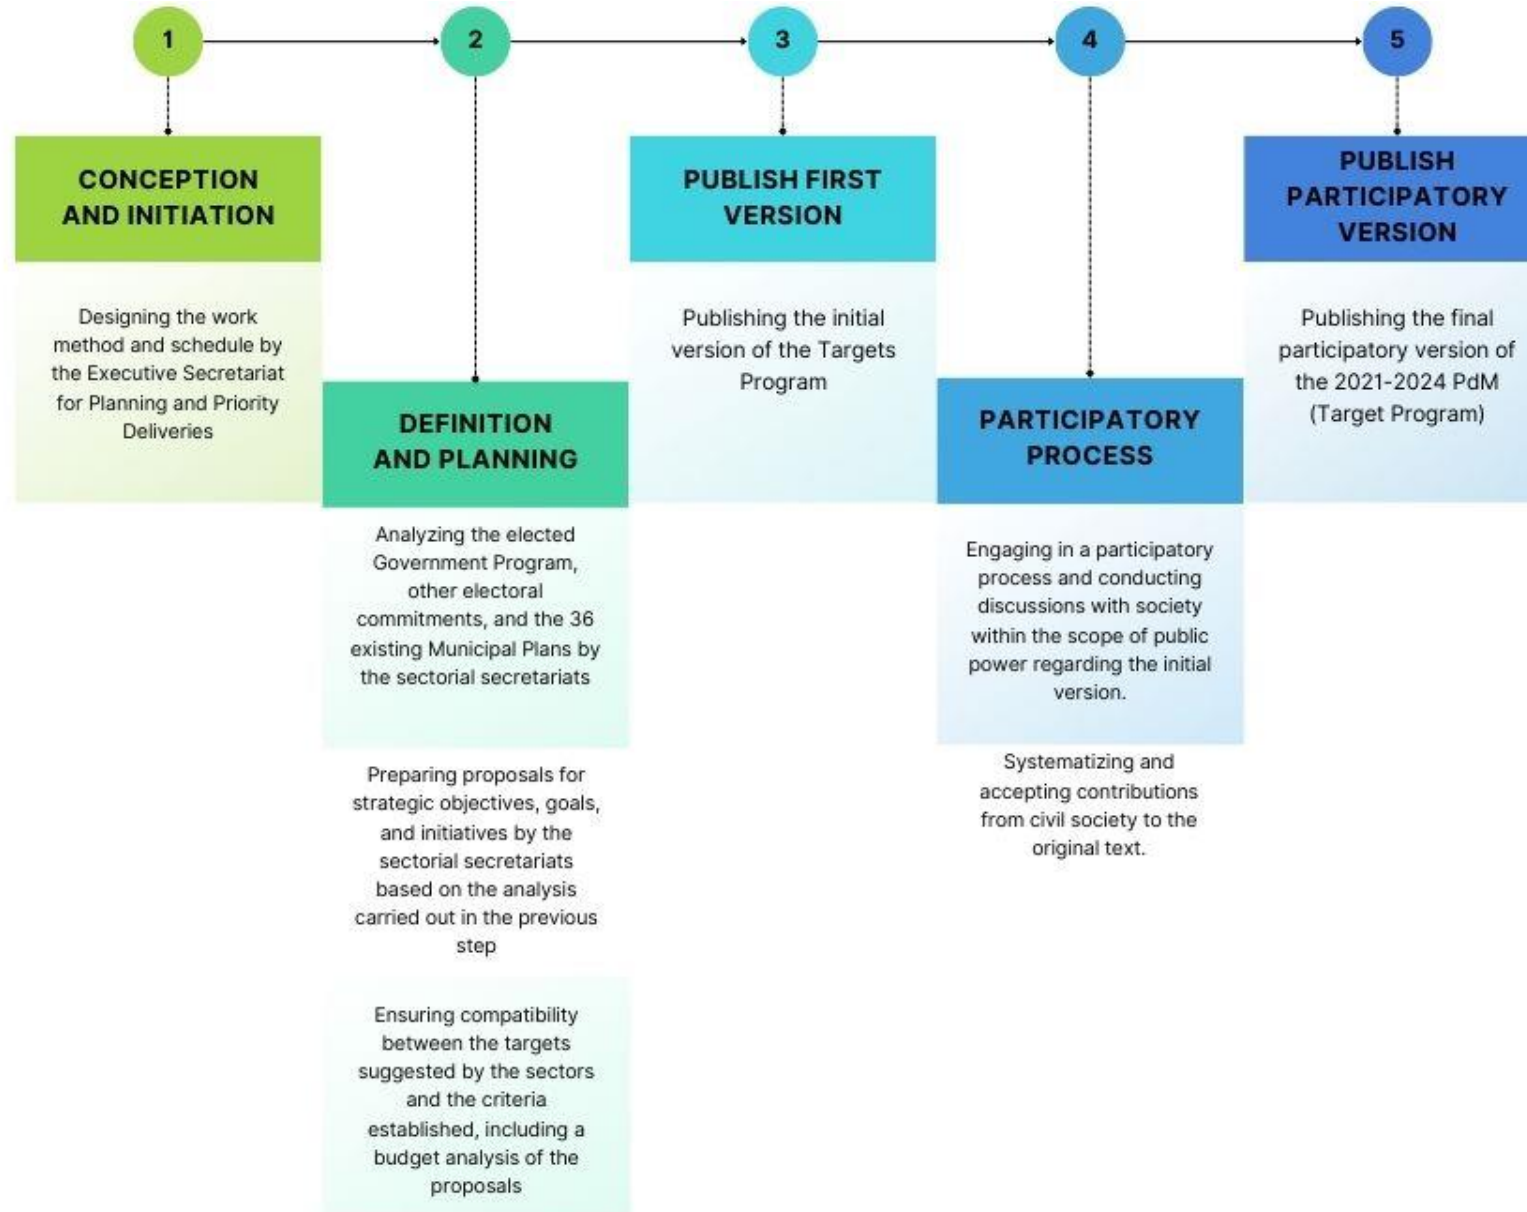 1
2
3
4
5
CONCEPTION
AND INITIATION
Designing the work
method and schedule by
the Executive Secretariat
for Planning and Priority
Deliveries
DEFINITION
AND PLANNING
Analyzing the elected
Government Program,
other electoral
commitments, and the 36
existing Municipal Plans by
the sectorial secretariats
Preparing proposals for
strategic objectives, goals,
and initiatives by the
sectorial secretariats
based on the analysis
carried out in the previous
step
Ensuring compatibility
between the targets
suggested by the sectors
and the criteria
established, including a
budget analysis of the
proposals
PUBLISH FIRST
VERSION
Publishing the initial
version of the Targets
Program
PARTICIPATORY
PROCESS
Engaging in a participatory
process and conducting
discussions with society
within the scope of public
power regarding the initial
version.
Systematizing and
accepting contributions
from civil society to the
original text.
PUBLISH
PARTICIPATORY
VERSION
Publishing the final
participatory version of
the 2021-2024 PdM
(Target Program)